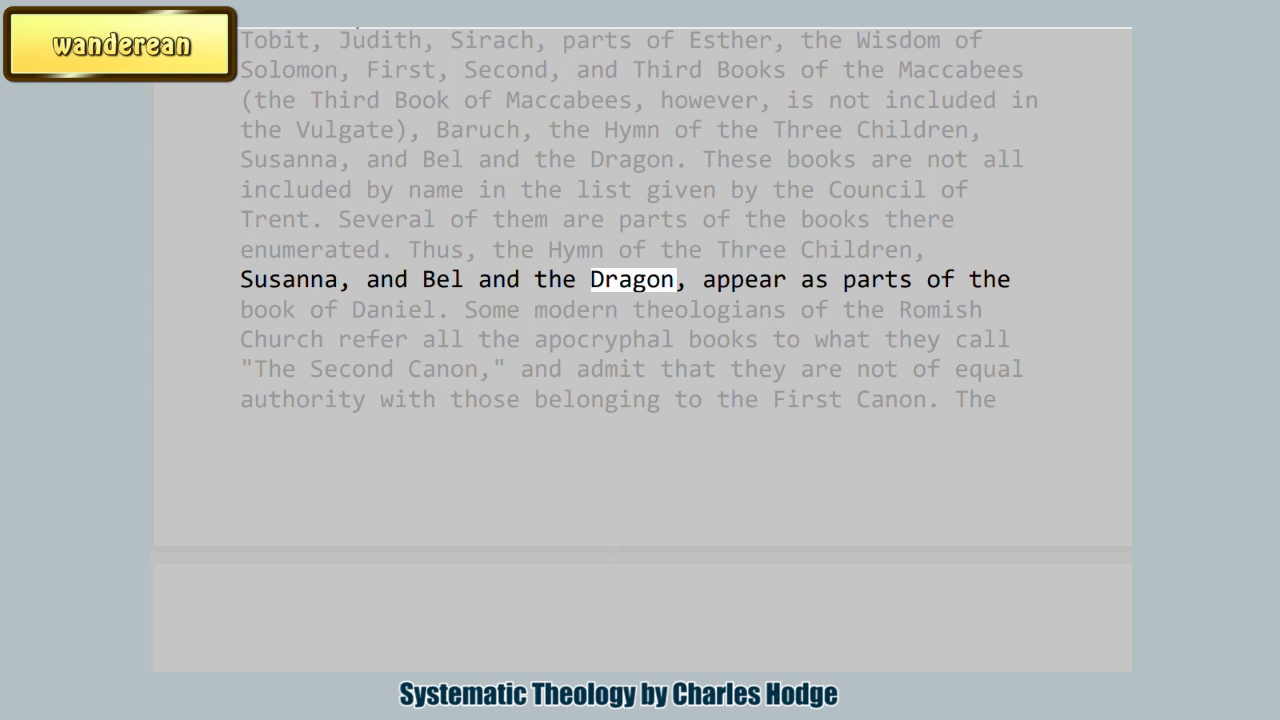 wanderean
Tobit, Judith, Sirach, parts of Esther, the Wisdom of
Solomon, First, Second, and Third Books of the Maccabees
(the Third Book of Maccabees, however, is not included in
the Vulgate), Baruch, the Hymn of the Three Children,
Susanna, and Bel and the Dragon. These books are not all
included by name in the list given by the Council of
Trent. Several of them are parts of the books there
enumerated. Thus, the Hymn of the Three Children,
Susanna, and Bel and the Dragon, appear as parts of the
book of Daniel. Some modern theologians of the Romish
Church refer all the apocryphal books to what they call
"The Second Canon," and admit that they are not of equal
authority with those belonging to the First Canon. The
Systematic Theology by Charles Hodge